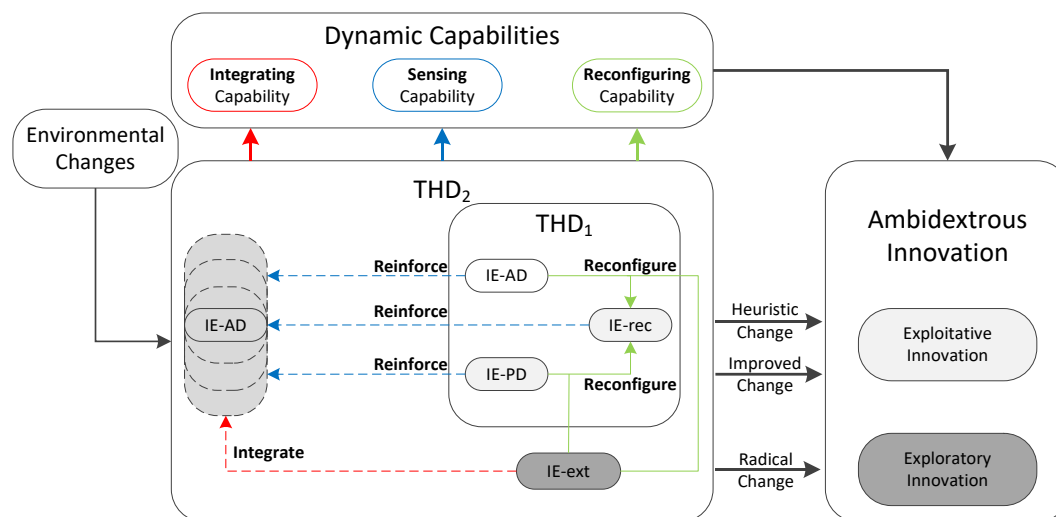 Dynamic Capabilities
Integrating
Capability
Sensing
Capability
Reconfiguring
Capability
Environmental
Changes
THD₂
THD₁
Ambidextrous
Innovation
Reinforce
IE-AD
Reconfigure
IE-AD
Reinforce
IE-rec
Reinforce
IE-PD
Reconfigure
Integrate
IE-ext
Heuristic
Change
Improved
Change
Radical
Change
Exploitative
Innovation
Exploratory
Innovation